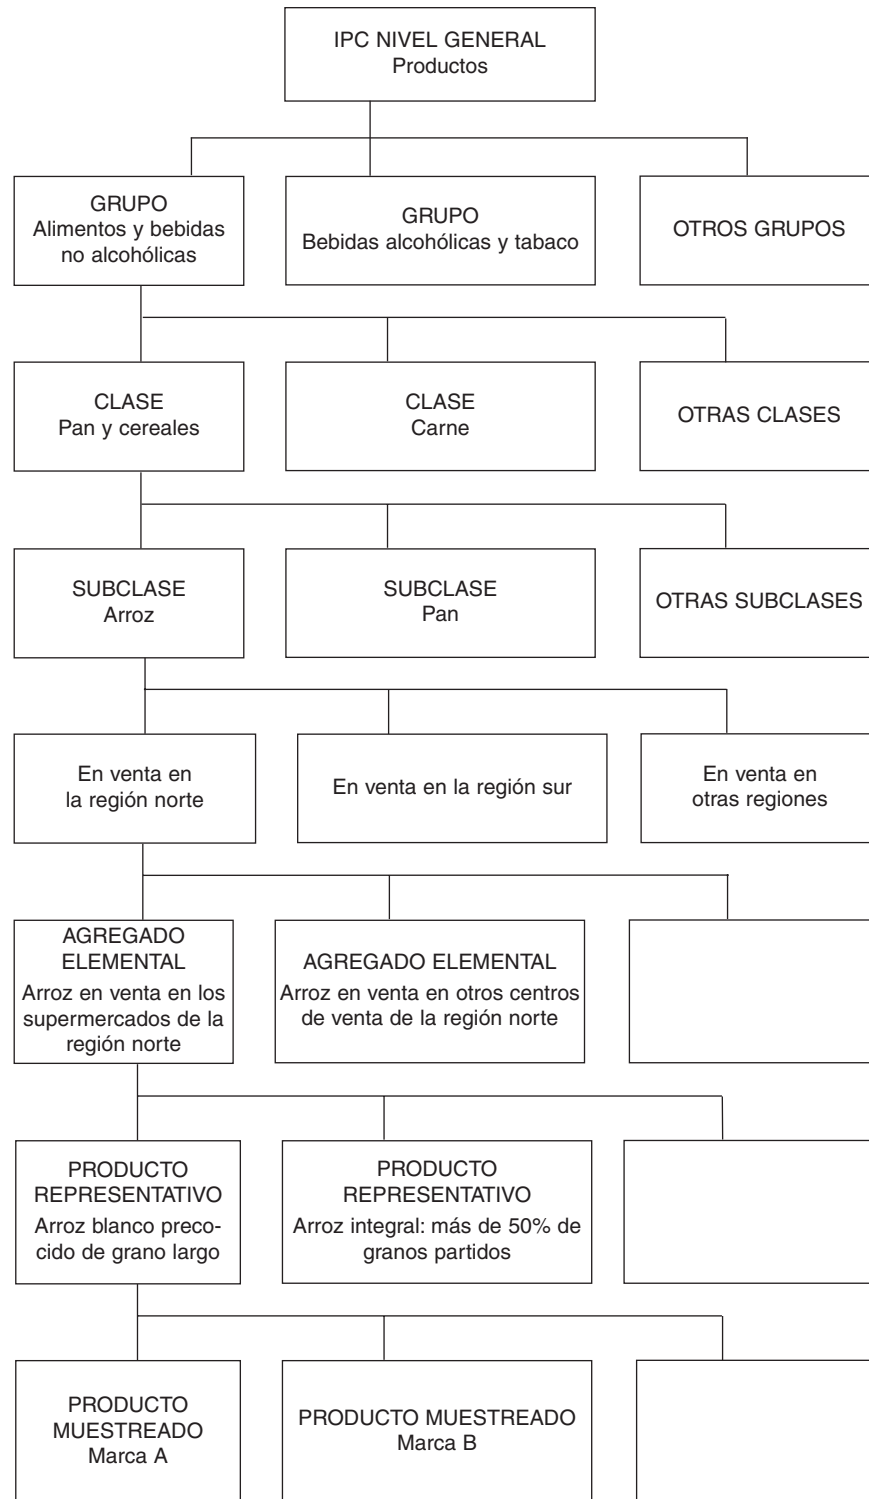 IPC NIVEL GENERAL
Productos
GRUPO
Alimentos y bebidas
no alcohólicas
GRUPO
Bebidas alcohólicas y tabaco
OTROS GRUPOS
CLASE
Pan y cereales
CLASE
Carne
OTRAS CLASES
SUBCLASE
Arroz
SUBCLASE
Pan
OTRAS SUBCLASES
En venta en
la región norte
En venta en la región sur
En venta en
otras regiones
AGREGADO
ELEMENTAL
Arroz en venta en los
supermercados de la
región norte
AGREGADO ELEMENTAL
Arroz en venta en otros centros
de venta de la región norte
PRODUCTO
REPRESENTATIVO
Arroz blanco preco-
cido de grano largo
PRODUCTO
REPRESENTATIVO
Arroz integral: más de 50% de
granos partidos
PRODUCTO
MUESTREADO
Marca A
PRODUCTO MUESTREADO
Marca B